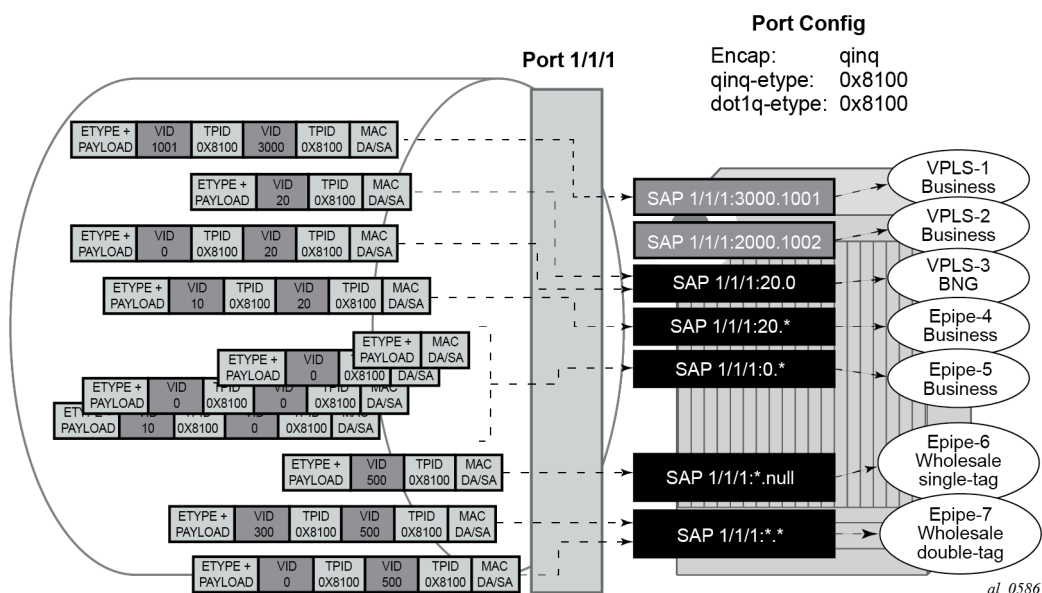 Port Config
Encap: qinq
qinq-etype: 0x8100
dot1q-etype: 0x8100
Port 1/1/1
ETYPE + VID TPID VID TPID MAC
PAYLOAD 1001 0X8100 3000 0X8100 DA/SA
ETYPE + VID TPID MAC
PAYLOAD 20 0X8100 DA/SA
ETYPE + VID TPID VID TPID MAC
PAYLOAD 0 0X8100 20 0X8100 DA/SA
ETYPE + VID TPID VID TPID MAC
PAYLOAD 10 0X8100 20 0X8100 DA/SA
ETYPE + MAC
PAYLOAD DA/SA
ETYPE + VID
PAYLOAD 0 0X8100 DA/SA
ETYPE + VID TPID VID TPID MAC
PAYLOAD 0 0X8100 0 0X8100 DA/SA
PAYLOAD 10 0X8100 0 0X8100 DA/SA
ETYPE + VID TPID MAC
PAYLOAD 500 0X8100 DA/SA
ETYPE + VID TPID VID TPID MAC
PAYLOAD 300 0X8100 500 0X8100 DA/SA
ETYPE + VID TPID VID TPID MAC
PAYLOAD 0 0X8100 500 0X8100 DA/SA
SAP 1/1/1:3000.1001
SAP 1/1/1:2000.1002
SAP 1/1/1:20.0
SAP 1/1/1:20.*
SAP 1/1/1:0.*
SAP 1/1/1:*.null
SAP 1/1/1:*.*
VPLS-1
Business
VPLS-2
Business
VPLS-3
BNG
Epipe-4
Business
Epipe-5
Business
Epipe-6
Wholesale
single-tag
Epipe-7
Wholesale
double-tag
al_0586